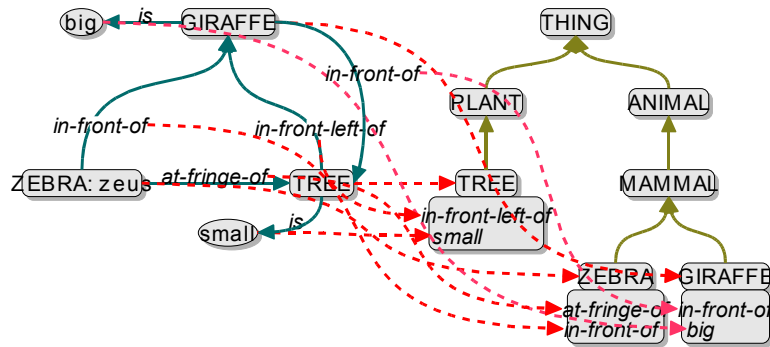 big
is
GIRAFFE
THING
in-front-of
PLANT
ANIMAL
in-front-of
in-front-left-of
ZEBRA: zeus
at-fringe-of
TREE
TREE
MAMMAL
in-front-left-of
small
small
is
ZEBRA
GIRAFFE
at-fringe-of
in-front-of
in-front-of
big